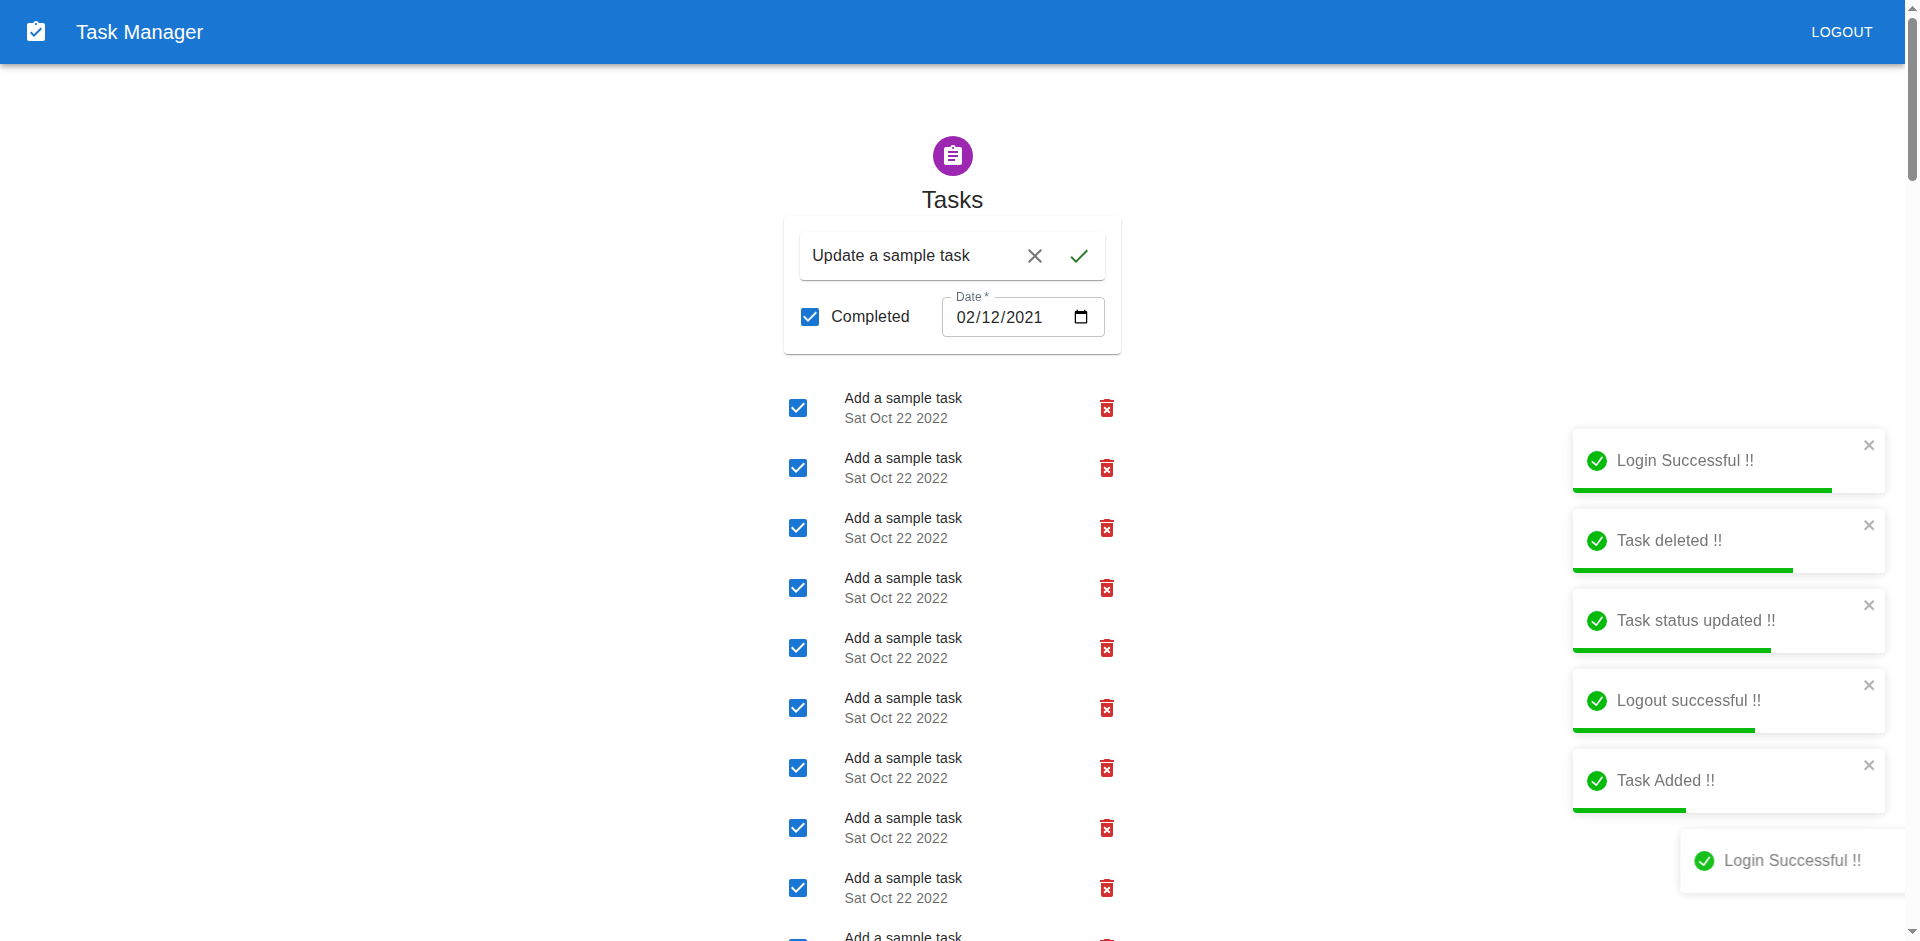 Task Manager
LOGOUT
Tasks
Update a sample task
Date *
Completed
02/12/2021
Add a sample task
Sat Oct 22 2022
Add a sample task
Sat Oct 22 2022
Add a sample task
Sat Oct 22 2022
Add a sample task
Sat Oct 22 2022
Add a sample task
Sat Oct 22 2022
Add a sample task
Sat Oct 22 2022
Add a sample task
Sat Oct 22 2022
Add a sample task
Sat Oct 22 2022
Add a sample task
Sat Oct 22 2022
Add a sample task
Login Successful !!
Task deleted !!
Task status updated !!
Logout successful !!
Task Added !!
Login Successful !!